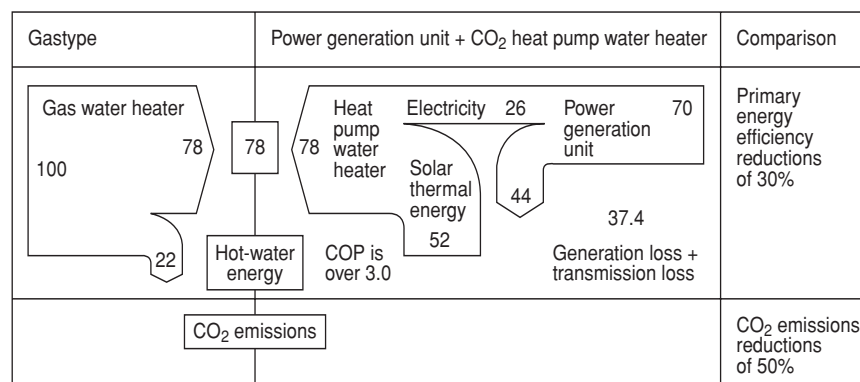 Gastype
Power generation unit + CO₂ heat pump water heater
Comparison
Gas water heater
100
78
22
78
Hot-water
energy
78
Heat
pump
water
heater
Electricity
26
Power
generation
unit
70
Solar
thermal
energy
52
44
37.4
COP is
over 3.0
Generation loss +
transmission loss
Primary
energy
efficiency
reductions
of 30%
CO₂ emissions
CO₂ emissions
reductions
of 50%